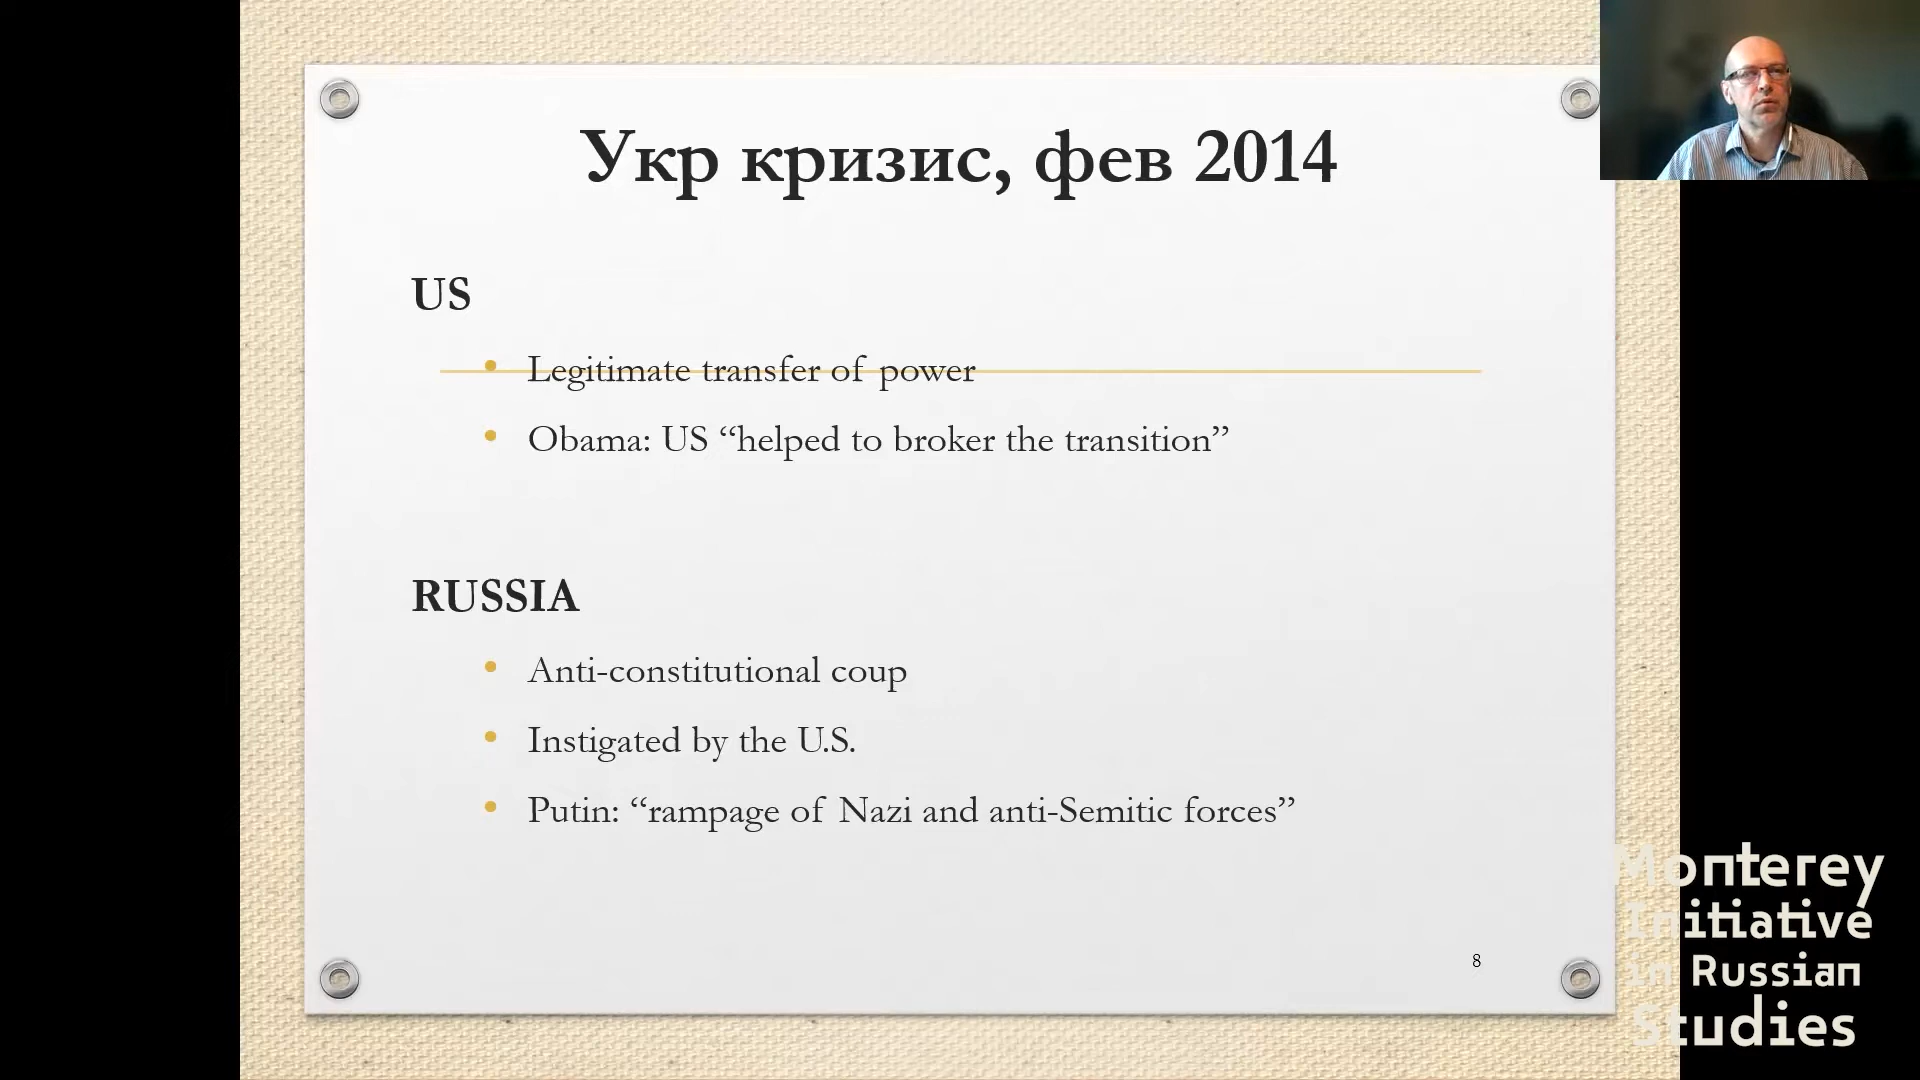 Укр кризис, фев 2014
US
• Legitimate transfer of power
• Obama: US “helped to broker the transition”
RUSSIA
• Anti-constitutional coup
• Instigated by the U.S.
• Putin: “rampage of Nazi and anti-Semitic forces”
8
Monterey
Initiative
in Russian
Studies